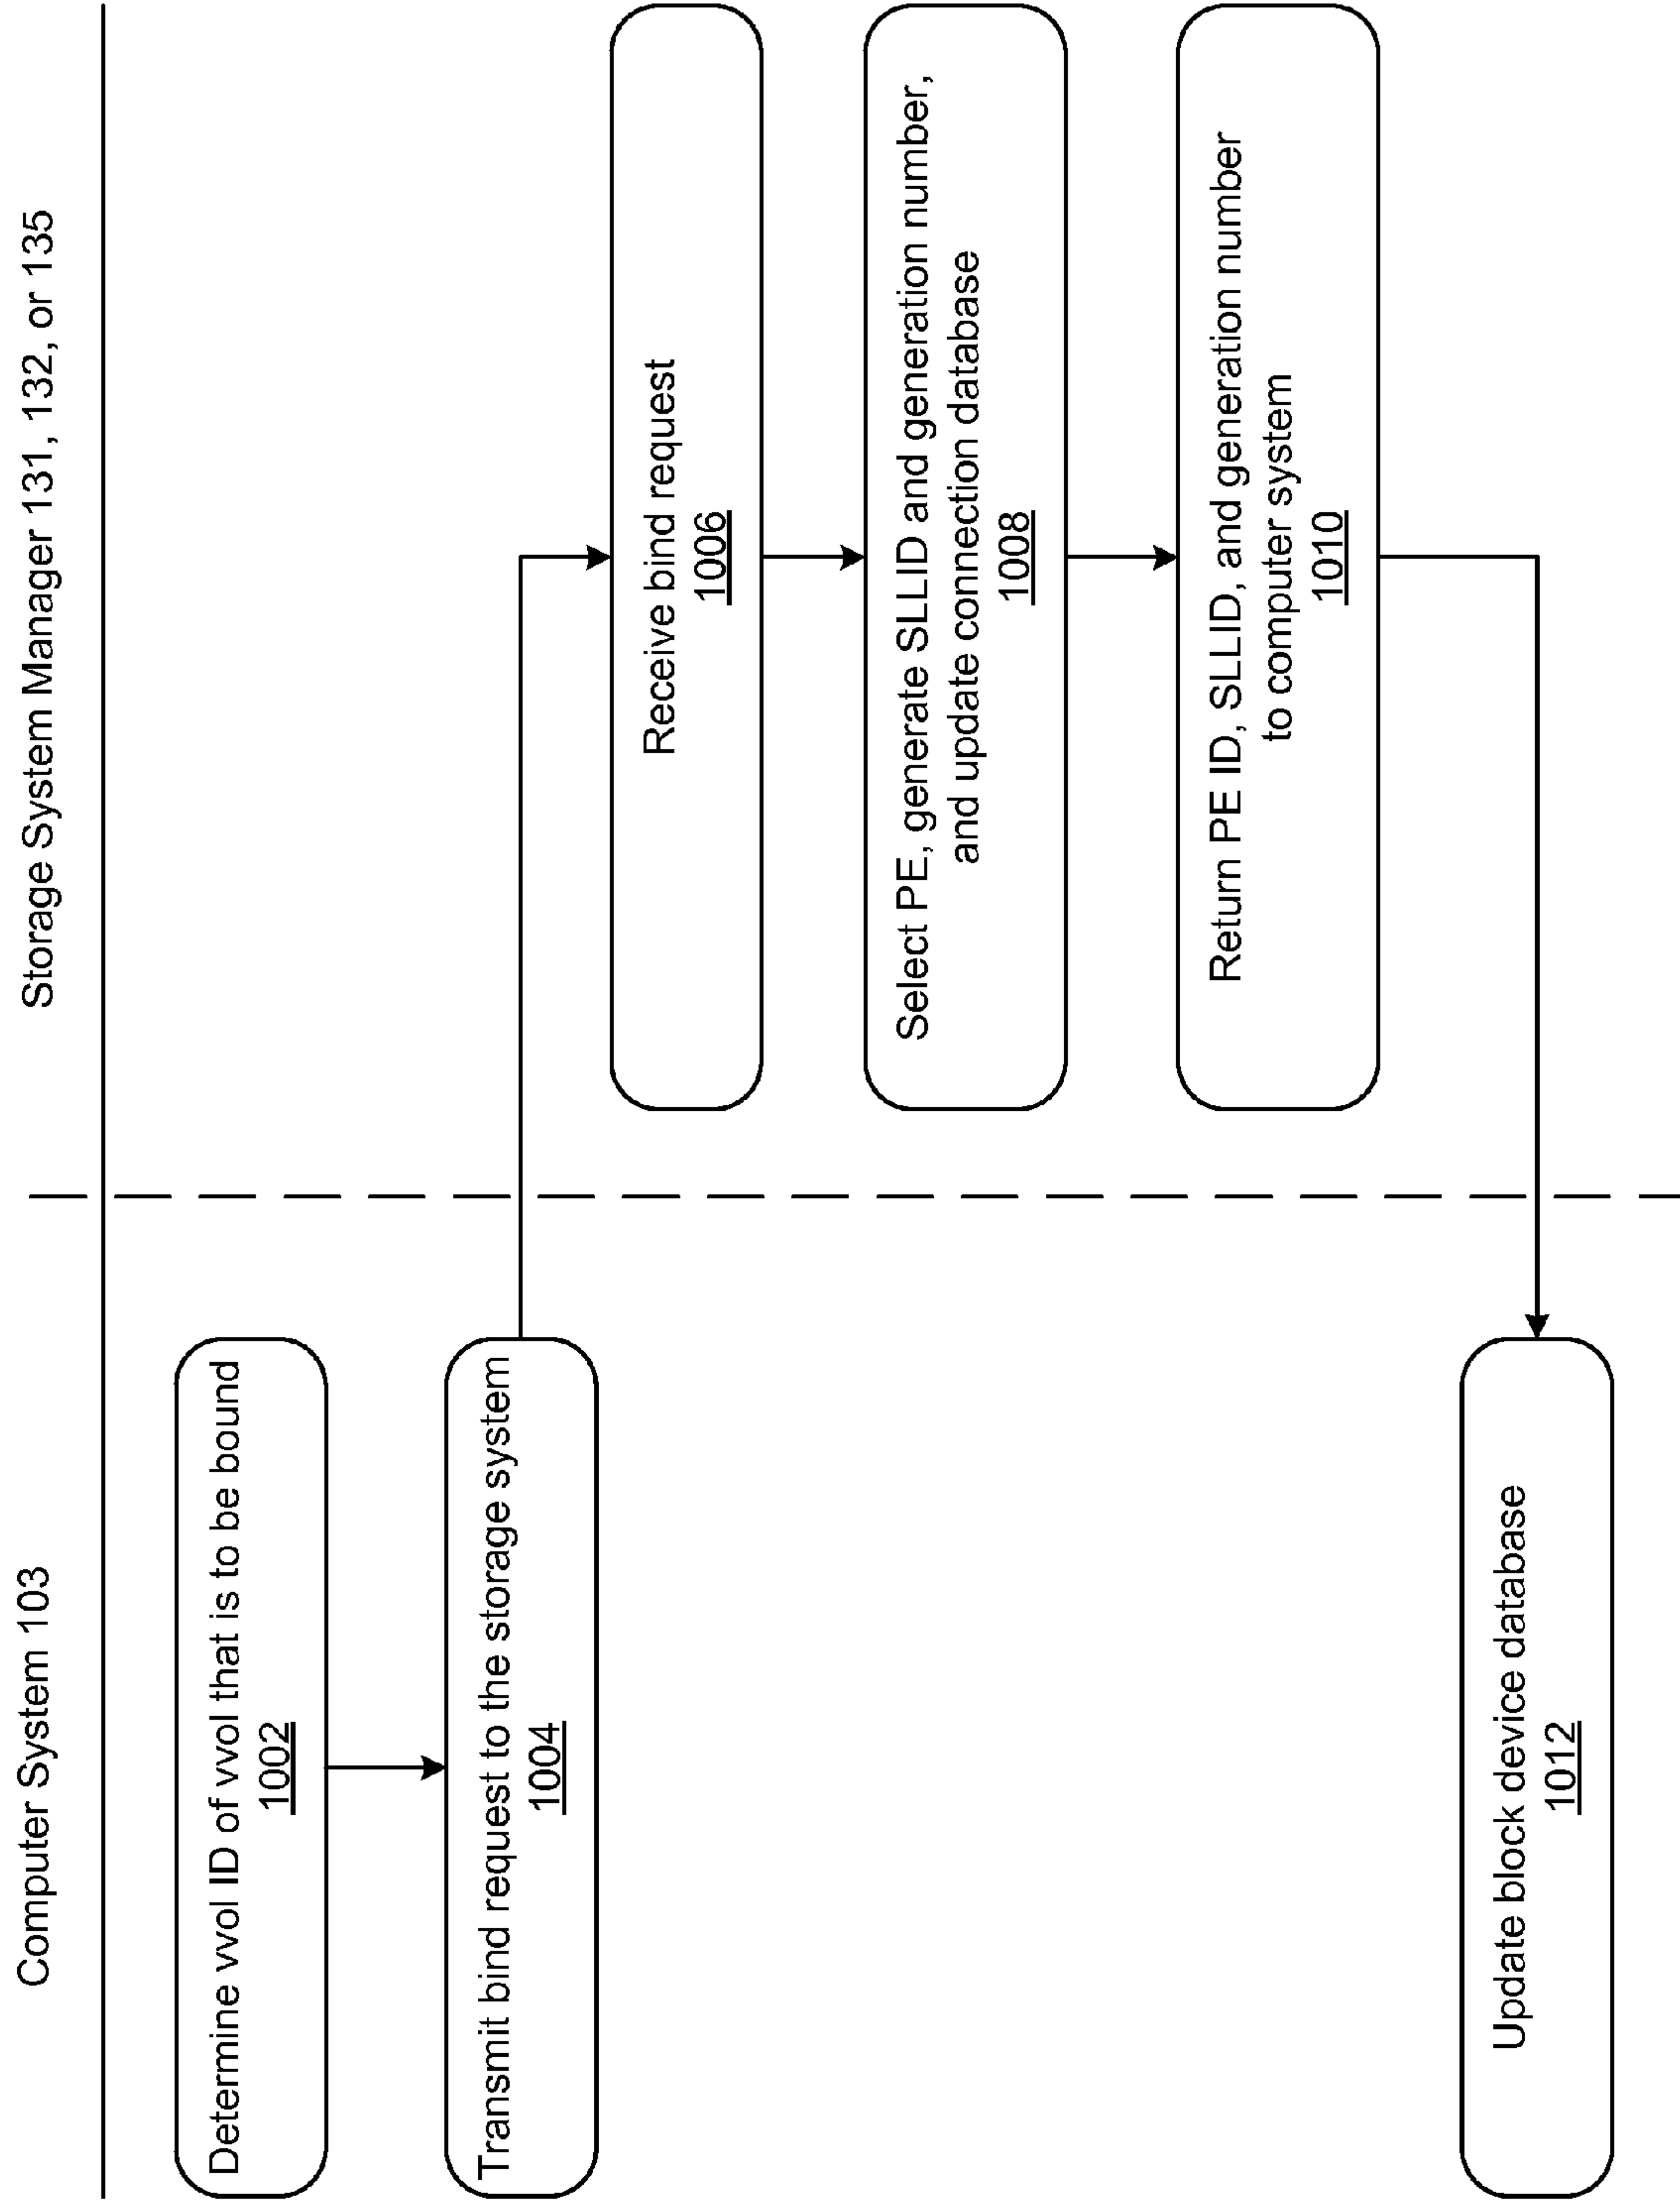 Computer System 103
Storage System Manager 131, 132, or 135
Determine vvol ID of vvol that is to be bound
1002
Transmit bind request to the storage system
1004
Receive bind request
1006
Select PE, generate SLLID and generation number,
and update connection database
1008
Return PE ID, SLLID, and generation number
to computer system
1010
Update block device database
1012